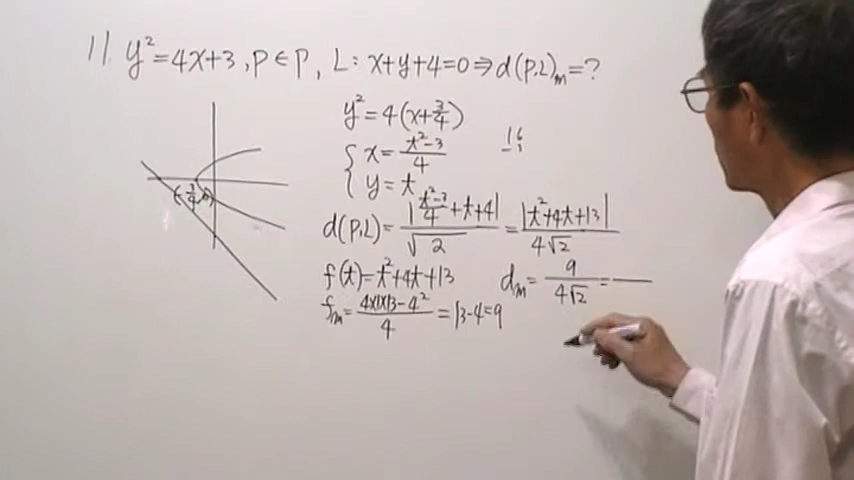 11 y²=4x+3, P∈P, L: x+y+4=0⇒d(P,L)m=?
y²=4(x+3/4)
{ x=(t²-3)/4
{ y=t
16
-3
(-3/4,0)
d(P,L)=|(t²-3)/4+t+4|/√2=|t²+4t+13|/4√2
f(t)=t²+4t+13
dm=9/4√2=
fm=(4×1×13-4²)/4=13-4=9